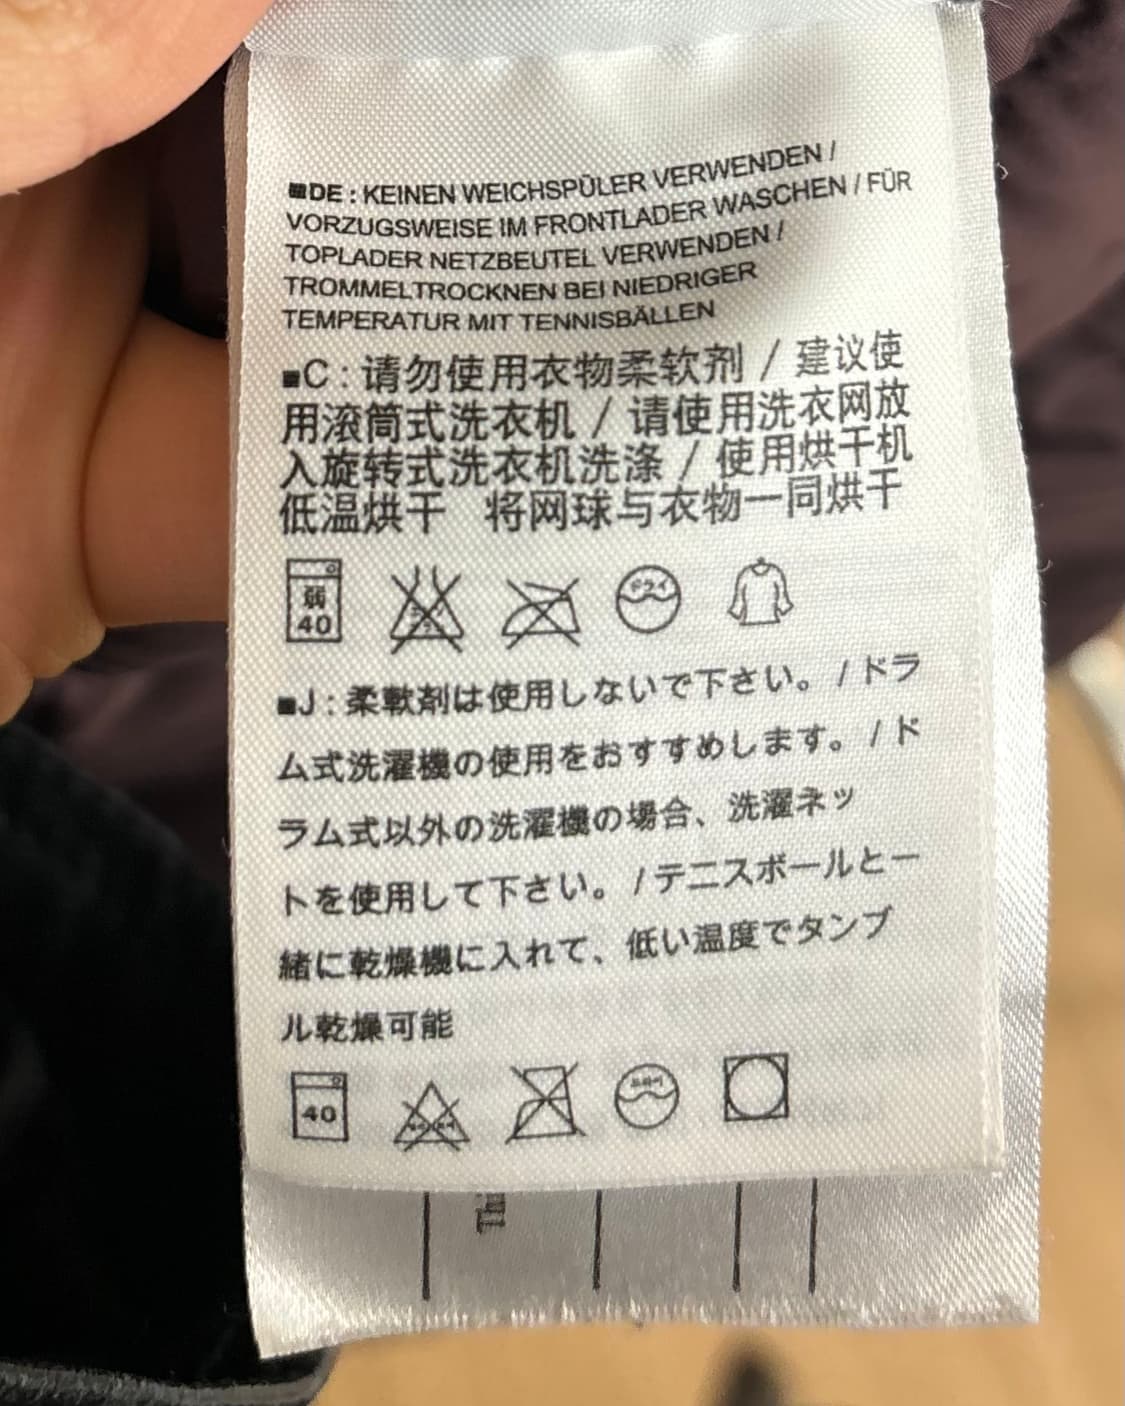 ■DE : KEINEN WEICHSPÜLER VERWENDEN /
VORZUGSWEISE IM FRONTLADER WASCHEN / FÜR
TOPLADER NETZBEUTEL VERWENDEN /
TROMMELTROCKNEN BEI NIEDRIGER
TEMPERATUR MIT TENNISBÄLLEN
■C : 请勿使用衣物柔软剂 / 建议使
用滚筒式洗衣机 / 请使用洗衣网放
入旋转式洗衣机洗涤 / 使用烘干机
低温烘干 将网球与衣物一同烘干
弱
40
ドライ
■J : 柔軟剤は使用しないで下さい。 / ドラ
ム式洗濯機の使用をおすすめします。 / ド
ラム式以外の洗濯機の場合、洗濯ネッ
トを使用して下さい。 / テニスボールと一
緒に乾燥機に入れて、低い温度でタンブ
ル乾燥可能
40
드라이